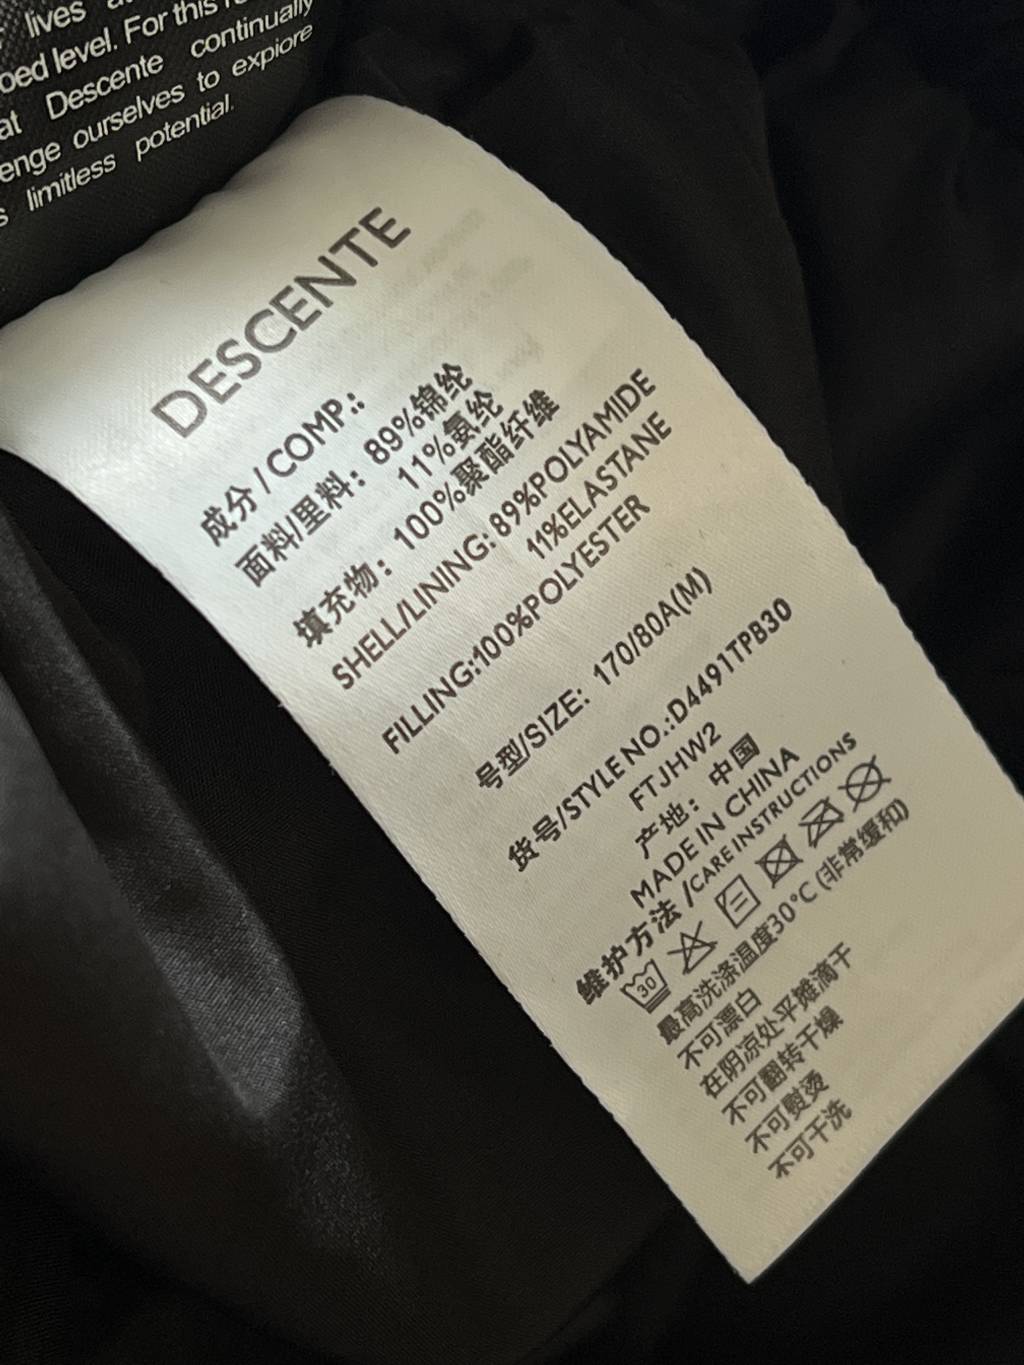 lives
oed level. For this
at Descente continually
enge ourselves to expiore
s limitless potential.
DESCENTE
成分 / COMP.:
面料/里料：89%锦纶
11%氨纶
填充物：100%聚酯纤维
SHELL/LINING: 89%POLYAMIDE
11%ELASTANE
FILLING:100%POLYESTER
号型/SIZE: 170/80A(M)
货号/STYLE NO.:D4491TPB30
FTJHW2
产地：中国
MADE IN CHINA
维护方法 /CARE INSTRUCTIONS
30
最高洗涤温度30°C (非常缓和)
不可漂白
在阴凉处平摊滴干
不可翻转干燥
不可熨烫
不可干洗